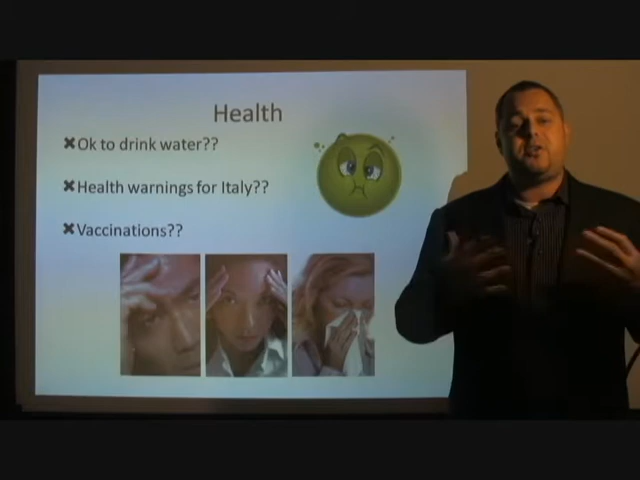 Health
✖Ok to drink water??
✖Health warnings for Italy??
✖Vaccinations??